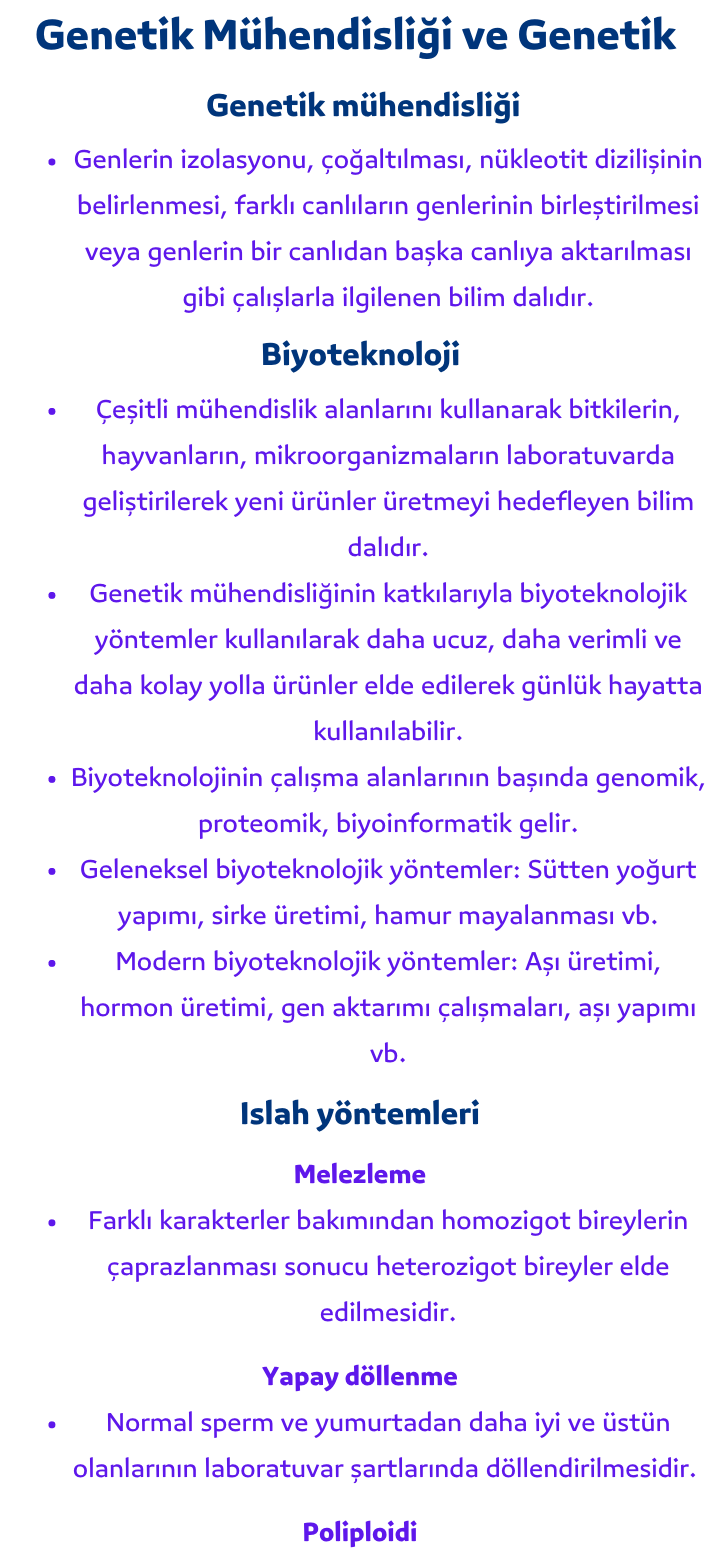 Genetik Mühendisliği ve Genetik
Genetik mühendisliği
• Genlerin izolasyonu, çoğaltılması, nükleotit dizilişinin
belirlenmesi, farklı canlıların genlerinin birleştirilmesi
veya genlerin bir canlıdan başka canlıya aktarılması
gibi çalışlarla ilgilenen bilim dalıdır.
Biyoteknoloji
• Çeşitli mühendislik alanlarını kullanarak bitkilerin,
hayvanların, mikroorganizmaların laboratuvarda
geliştirilerek yeni ürünler üretmeyi hedefleyen bilim
dalıdır.
• Genetik mühendisliğinin katkılarıyla biyoteknolojik
yöntemler kullanılarak daha ucuz, daha verimli ve
daha kolay yolla ürünler elde edilerek günlük hayatta
kullanılabilir.
• Biyoteknolojinin çalışma alanlarının başında genomik,
proteomik, biyoinformatik gelir.
• Geleneksel biyoteknolojik yöntemler: Sütten yoğurt
yapımı, sirke üretimi, hamur mayalanması vb.
• Modern biyoteknolojik yöntemler: Aşı üretimi,
hormon üretimi, gen aktarımı çalışmaları, aşı yapımı
vb.
Islah yöntemleri
Melezleme
• Farklı karakterler bakımından homozigot bireylerin
çaprazlanması sonucu heterozigot bireyler elde
edilmesidir.
Yapay döllenme
• Normal sperm ve yumurtadan daha iyi ve üstün
olanlarının laboratuvar şartlarında döllendirilmesidir.
Poliploidi